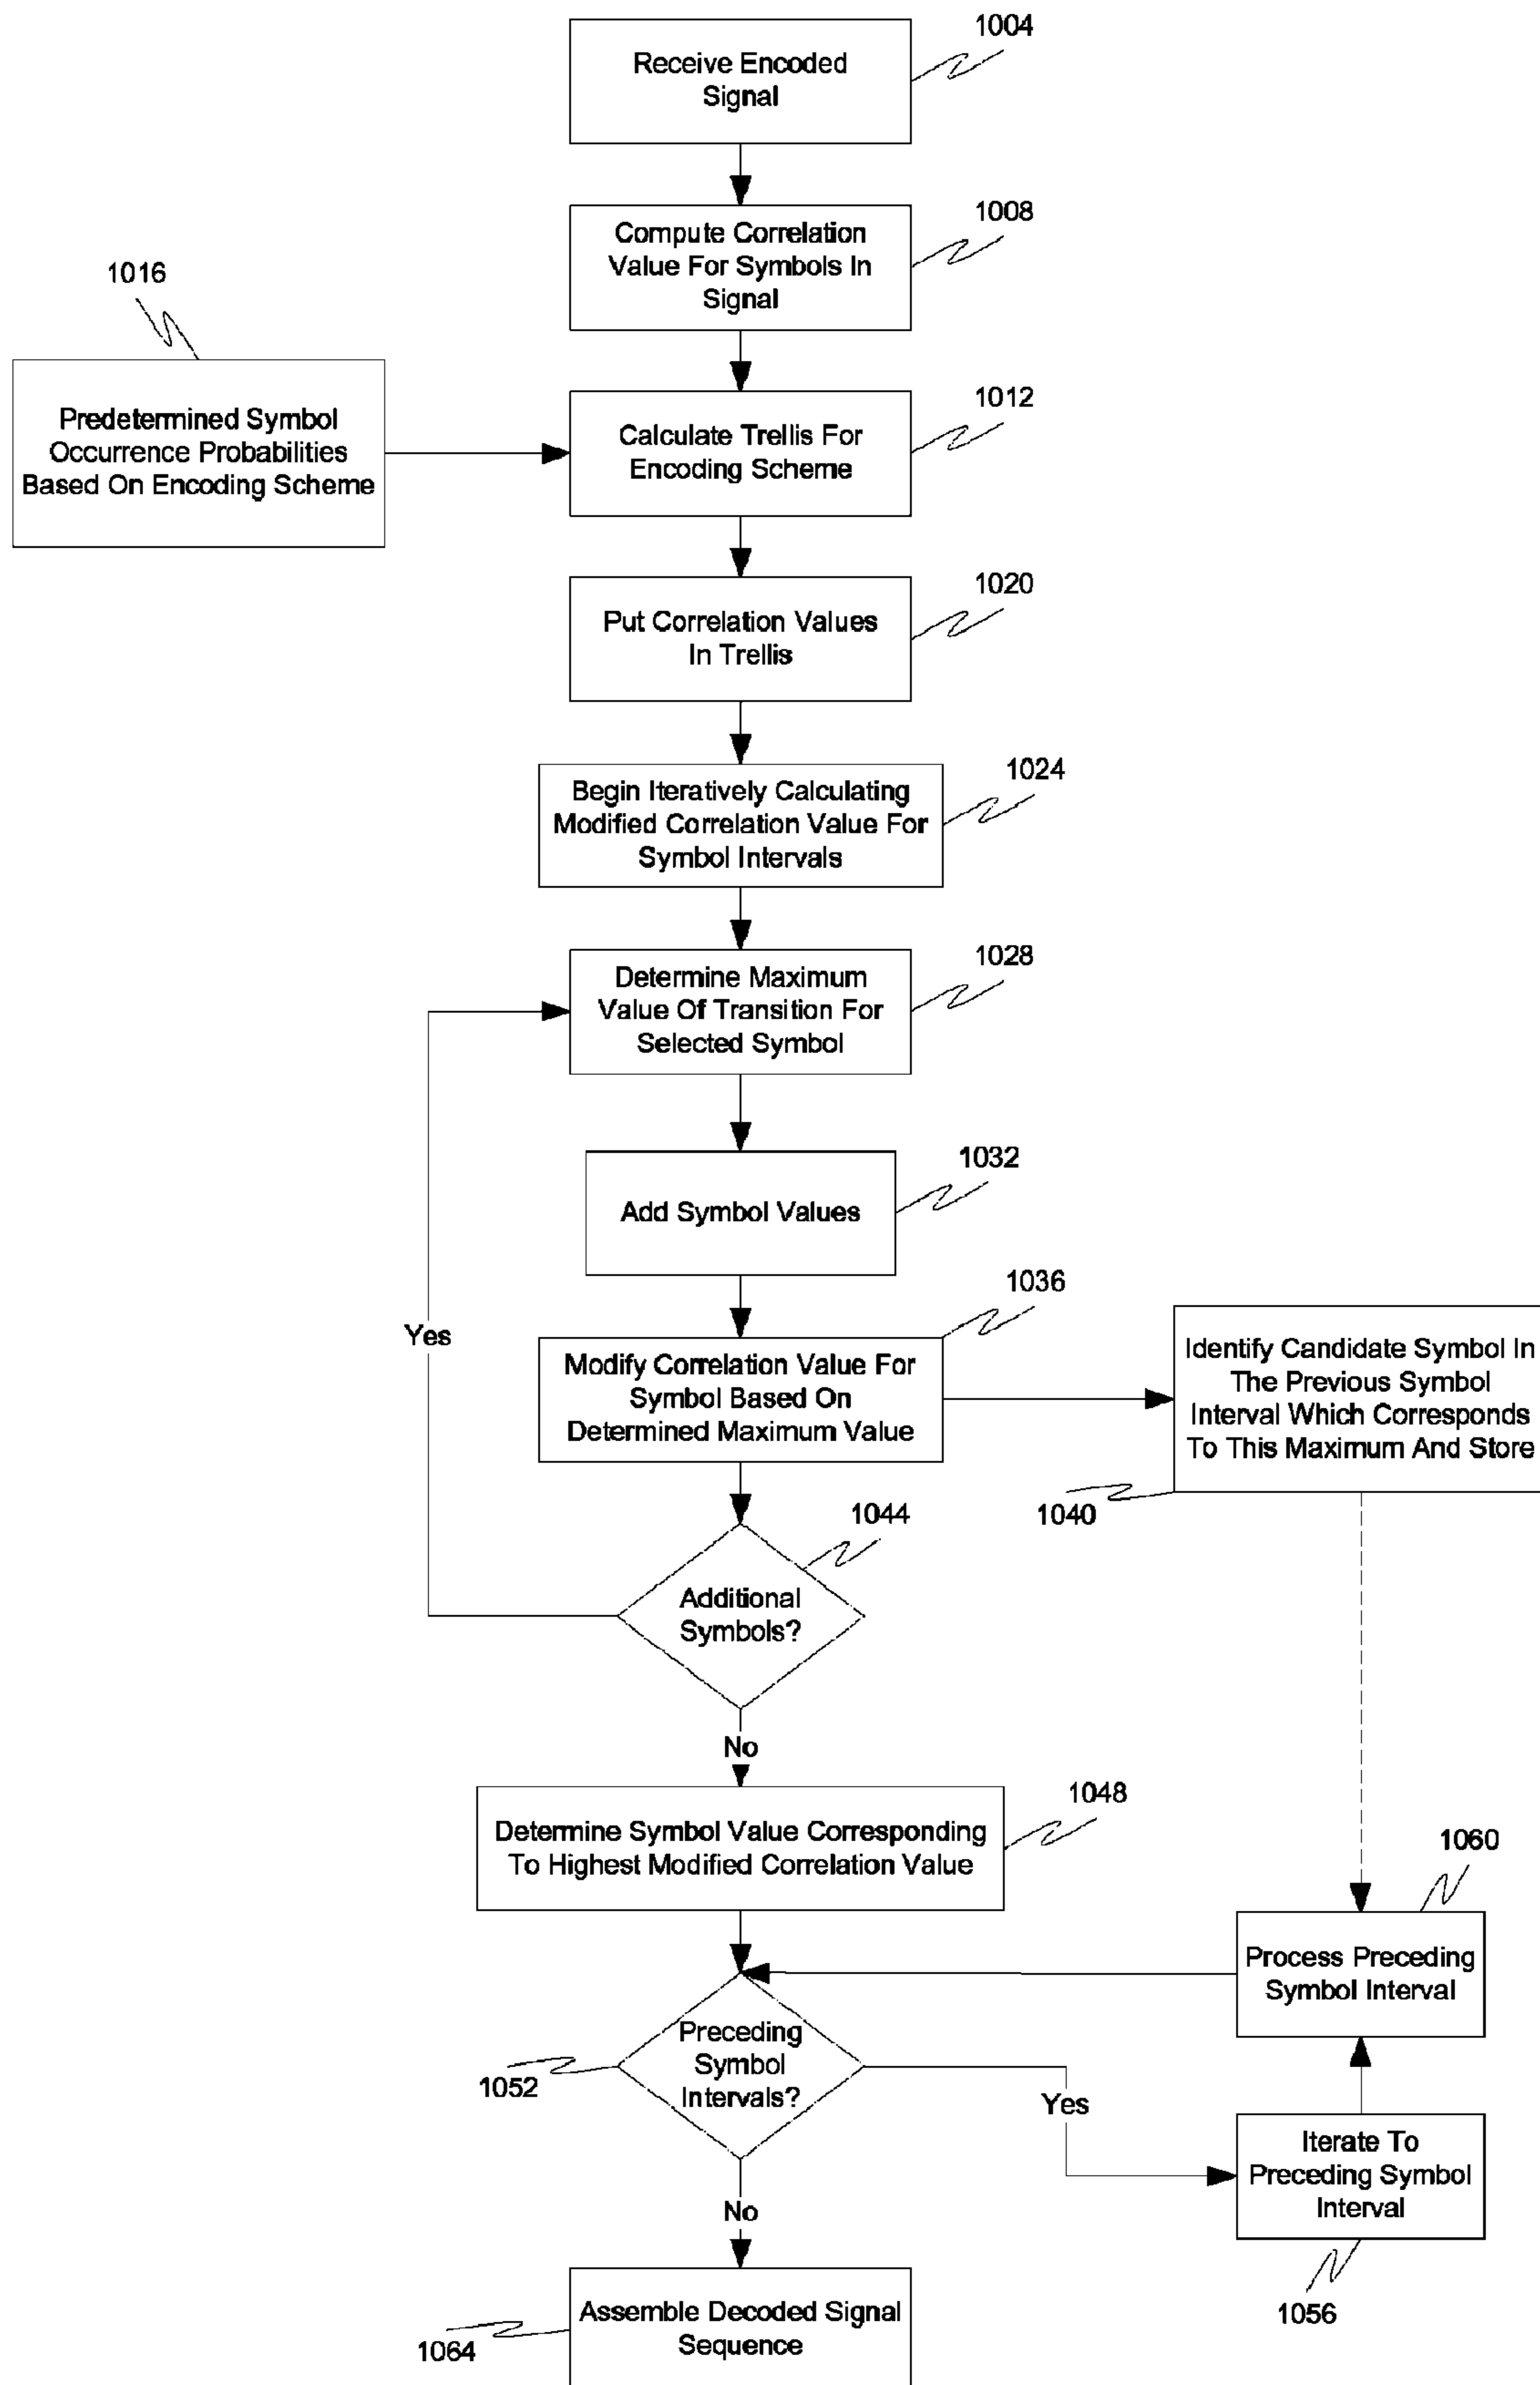 1004
Receive Encoded
Signal
1008
Compute Correlation
Value For Symbols In
Signal
1016
Predetermined Symbol
Occurrence Probabilities
Based On Encoding Scheme
1012
Calculate Trellis For
Encoding Scheme
1020
Put Correlation Values
In Trellis
1024
Begin Iteratively Calculating
Modified Correlation Value For
Symbol Intervals
1028
Determine Maximum
Value Of Transition For
Selected Symbol
1032
Add Symbol Values
Yes
1036
Modify Correlation Value For
Symbol Based On
Determined Maximum Value
Identify Candidate Symbol In
The Previous Symbol
Interval Which Corresponds
To This Maximum And Store
1040
1044
Additional
Symbols?
No
1048
Determine Symbol Value Corresponding
To Highest Modified Correlation Value
1060
Process Preceding
Symbol Interval
Preceding
Symbol
Intervals?
1052
Yes
Iterate To
Preceding Symbol
Interval
1056
No
Assemble Decoded Signal
Sequence
1064